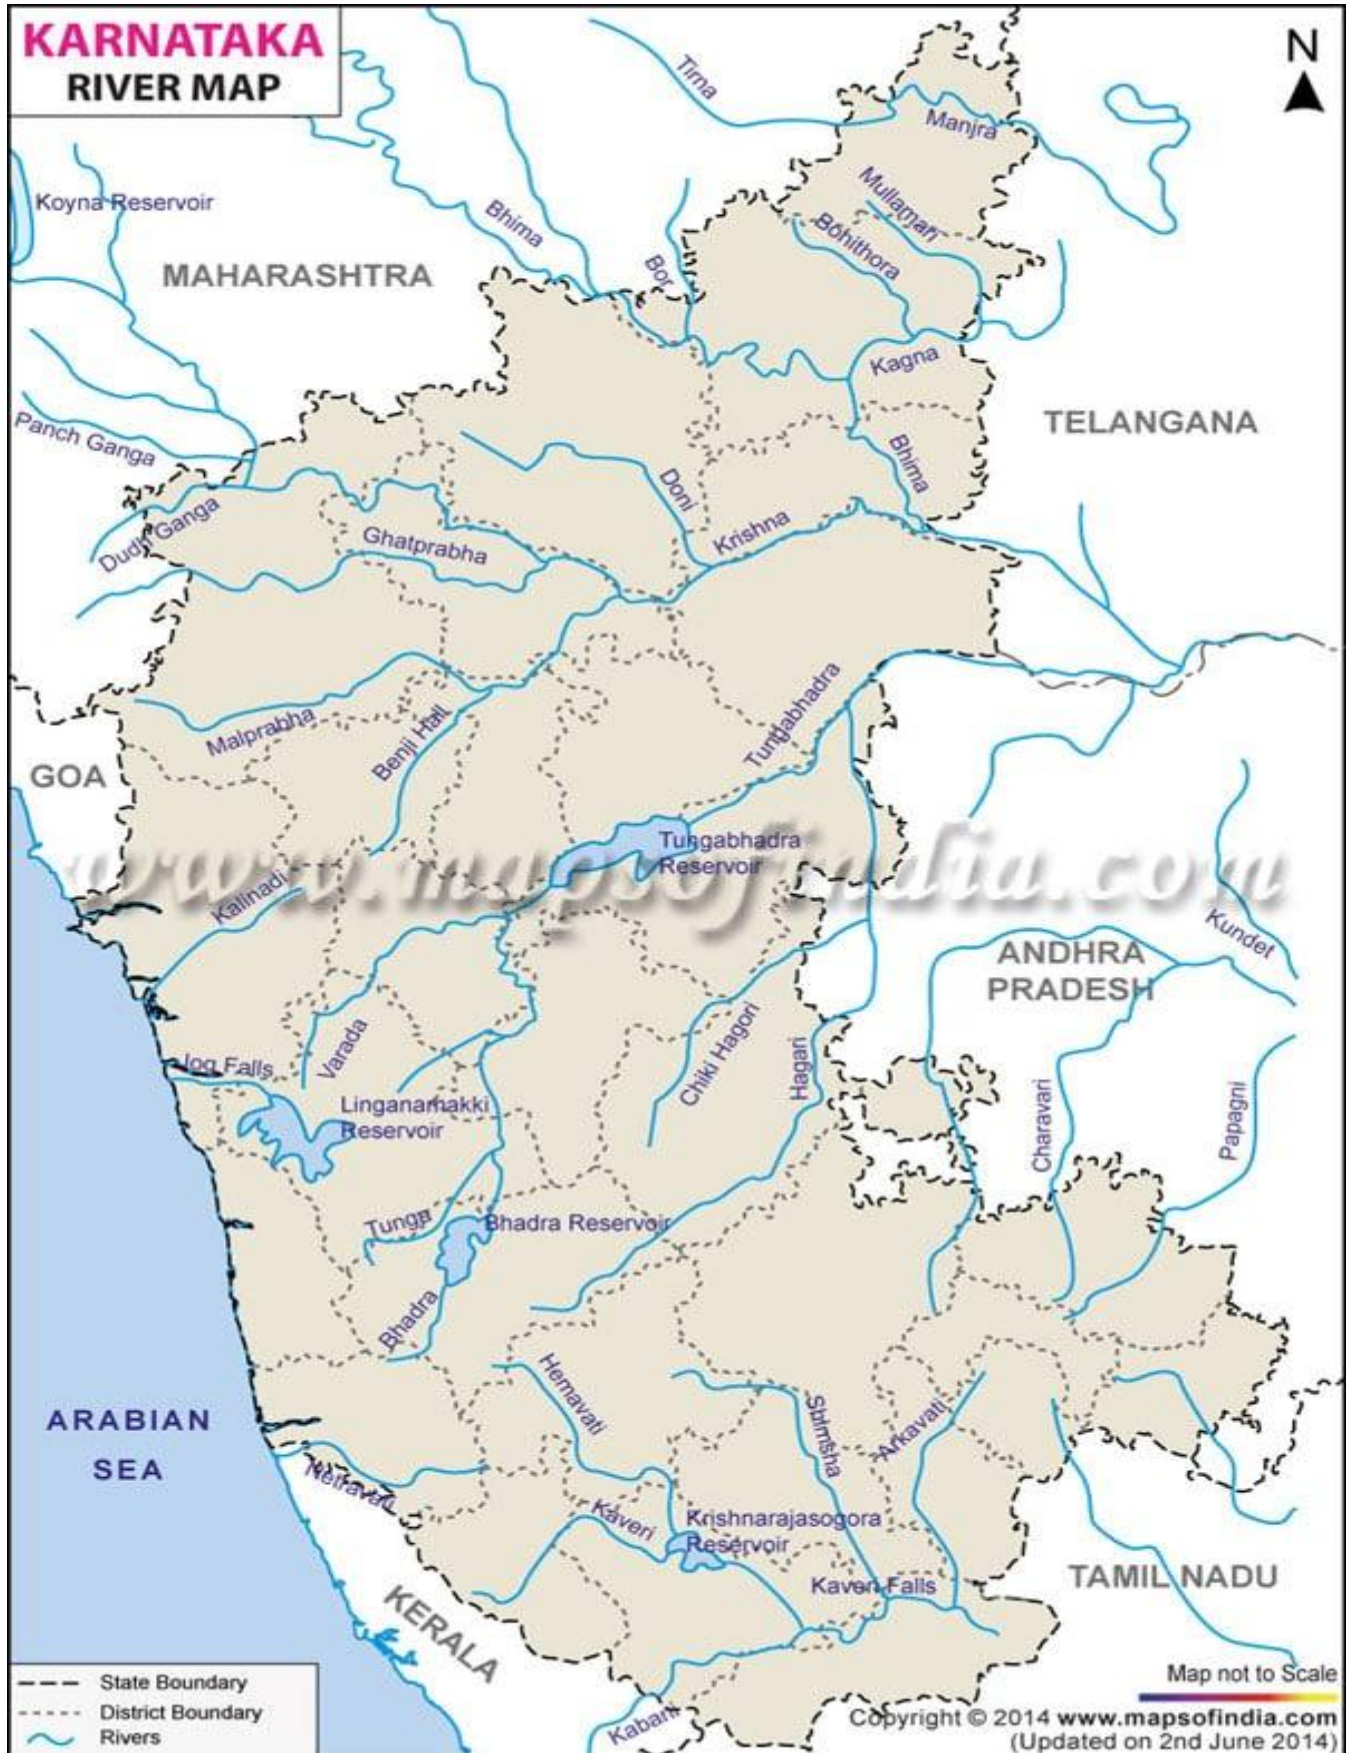 KARNATAKA
RIVER MAP
N
Tirna
Manjra
Koyna Reservoir
Mullamari
Bhima
Bohithora
Bor
MAHARASHTRA
Kagna
TELANGANA
Panch Ganga
Bhima
Doni
Dudh Ganga
Krishna
Ghatprabha
Tungabhadra
Malprabha
Benji Hall
GOA
Tungabhadra
Reservoir
www.mapsofindia.com
Kalinadi
Kundet
ANDHRA
PRADESH
Varada
Chiki Hagori
Hagari
Jog Falls
Linganamakki
Reservoir
Charavari
Papagni
Tunga
Bhadra Reservoir
Bhadra
Hemavati
ARABIAN
SEA
Arkavati
Netravati
Kaveri
Krishnarajasogora
Reservoir
Kaveri Falls
TAMIL NADU
KERALA
Kabani
State Boundary
District Boundary
Rivers
Map not to Scale
Copyright © 2014 www.mapsofindia.com
(Updated on 2nd June 2014)